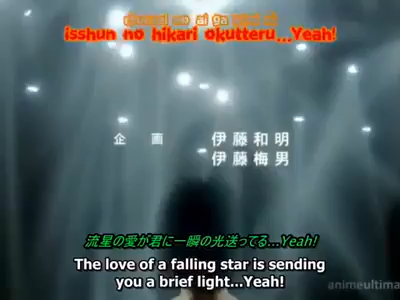 isshun no hikari okutteru...Yeah!
企画 伊藤和明
伊藤梅男
流星の愛が君に一瞬の光送ってる...Yeah!
The love of a falling star is sending
you a brief light...Yeah!
animeultima